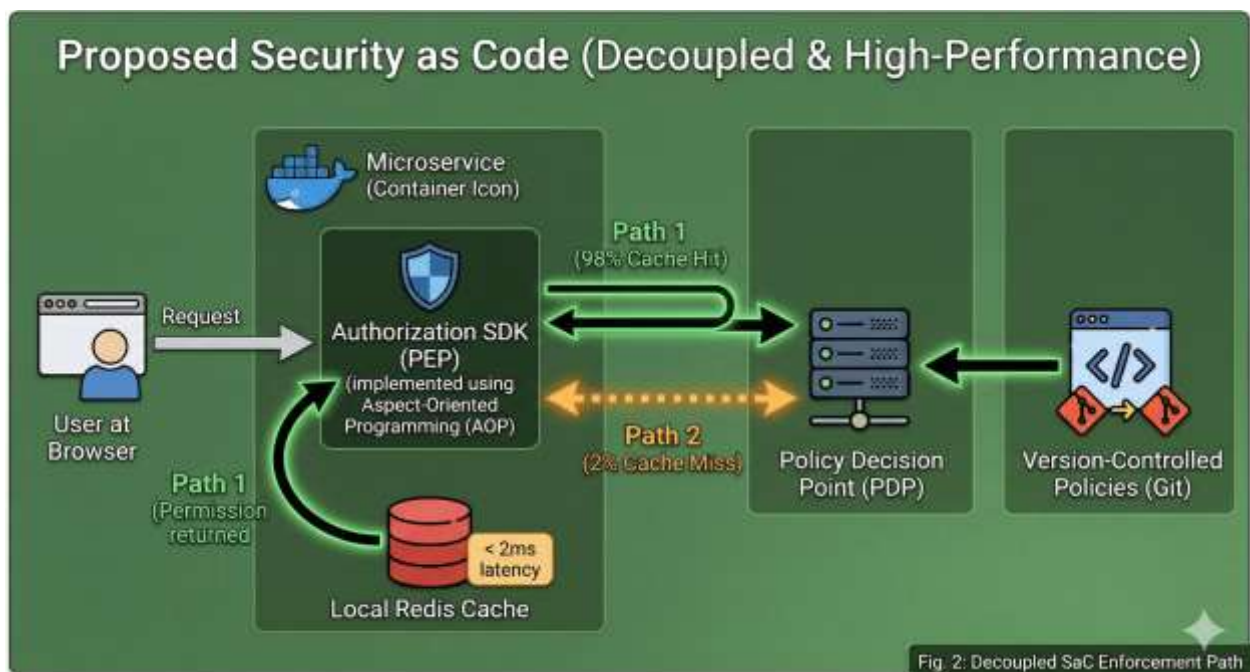 Proposed Security as Code (Decoupled & High-Performance)
Microservice
(Container Icon)
Path 1
(98% Cache Hit)
Request
Authorization SDK
(PEP)
(implemented using
Aspect-Oriented
Programming (AOP)
User at
Browser
Path 2
(2% Cache Miss)
Policy Decision
Point (PDP)
</>
Version-Controlled
Policies (Git)
Path 1
(Permission
returned
< 2ms
latency
Local Redis Cache
Fig. 2: Decoupled SaC Enforcement Path